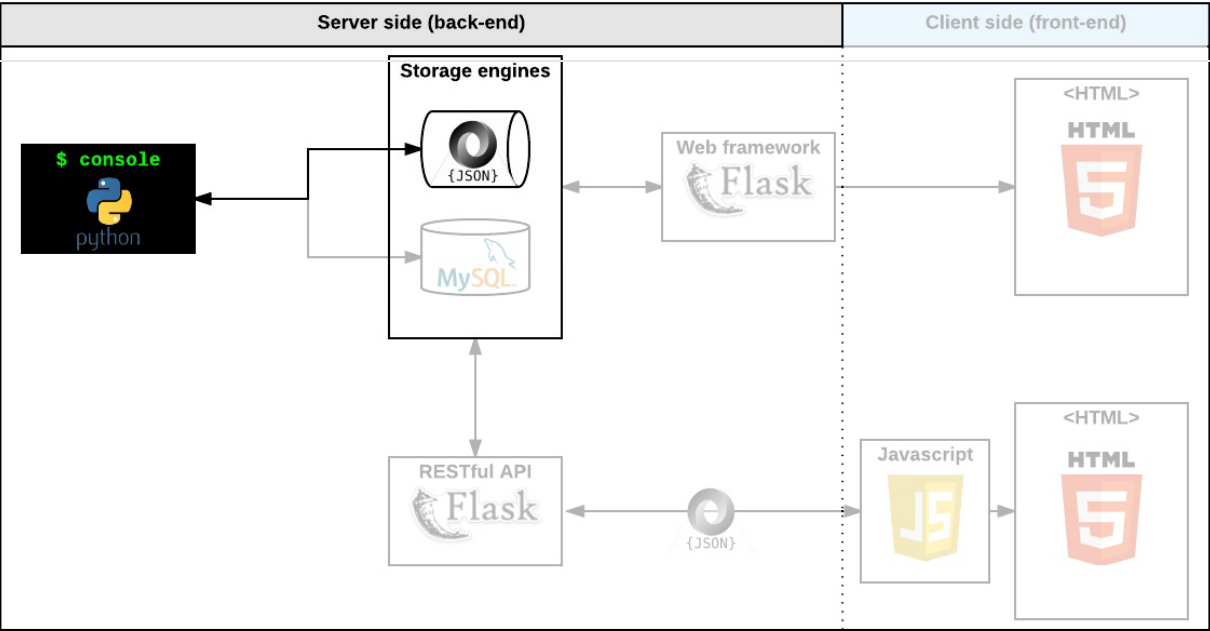 Server side (back-end)
Client side (front-end)
Storage engines
<HTML>
HTML
5
$ console
python
{JSON}
Web framework
Flask
MySQL
RESTful API
Flask
{JSON}
Javascript
JS
<HTML>
HTML
5